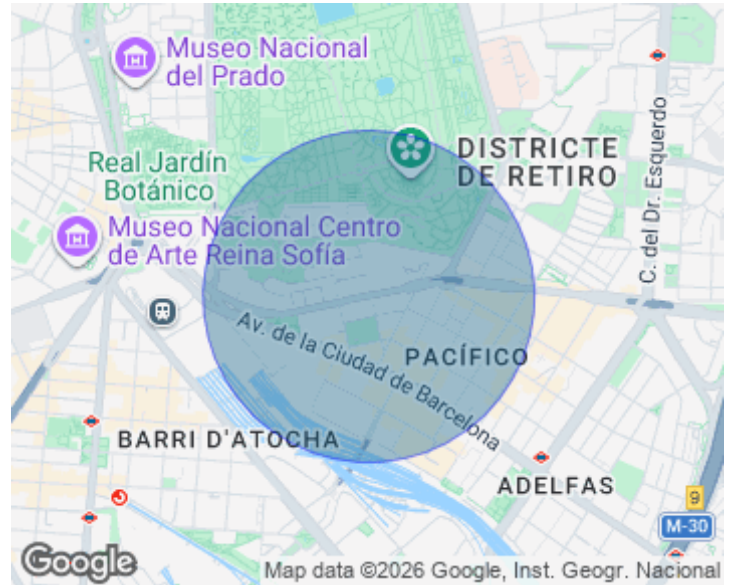 Museo Nacional
del Prado
DISTRICTE
DE RETIRO
C. del Dr. Esquerdo
Real Jardín
Botánico
Museo Nacional Centro
de Arte Reina Sofía
Av. de la Ciudad de Barcelona
PACÍFICO
BARRI D'ATOCHA
ADELFAS
9
M-30
Google
Map data ©2026 Google, Inst. Geogr. Nacional